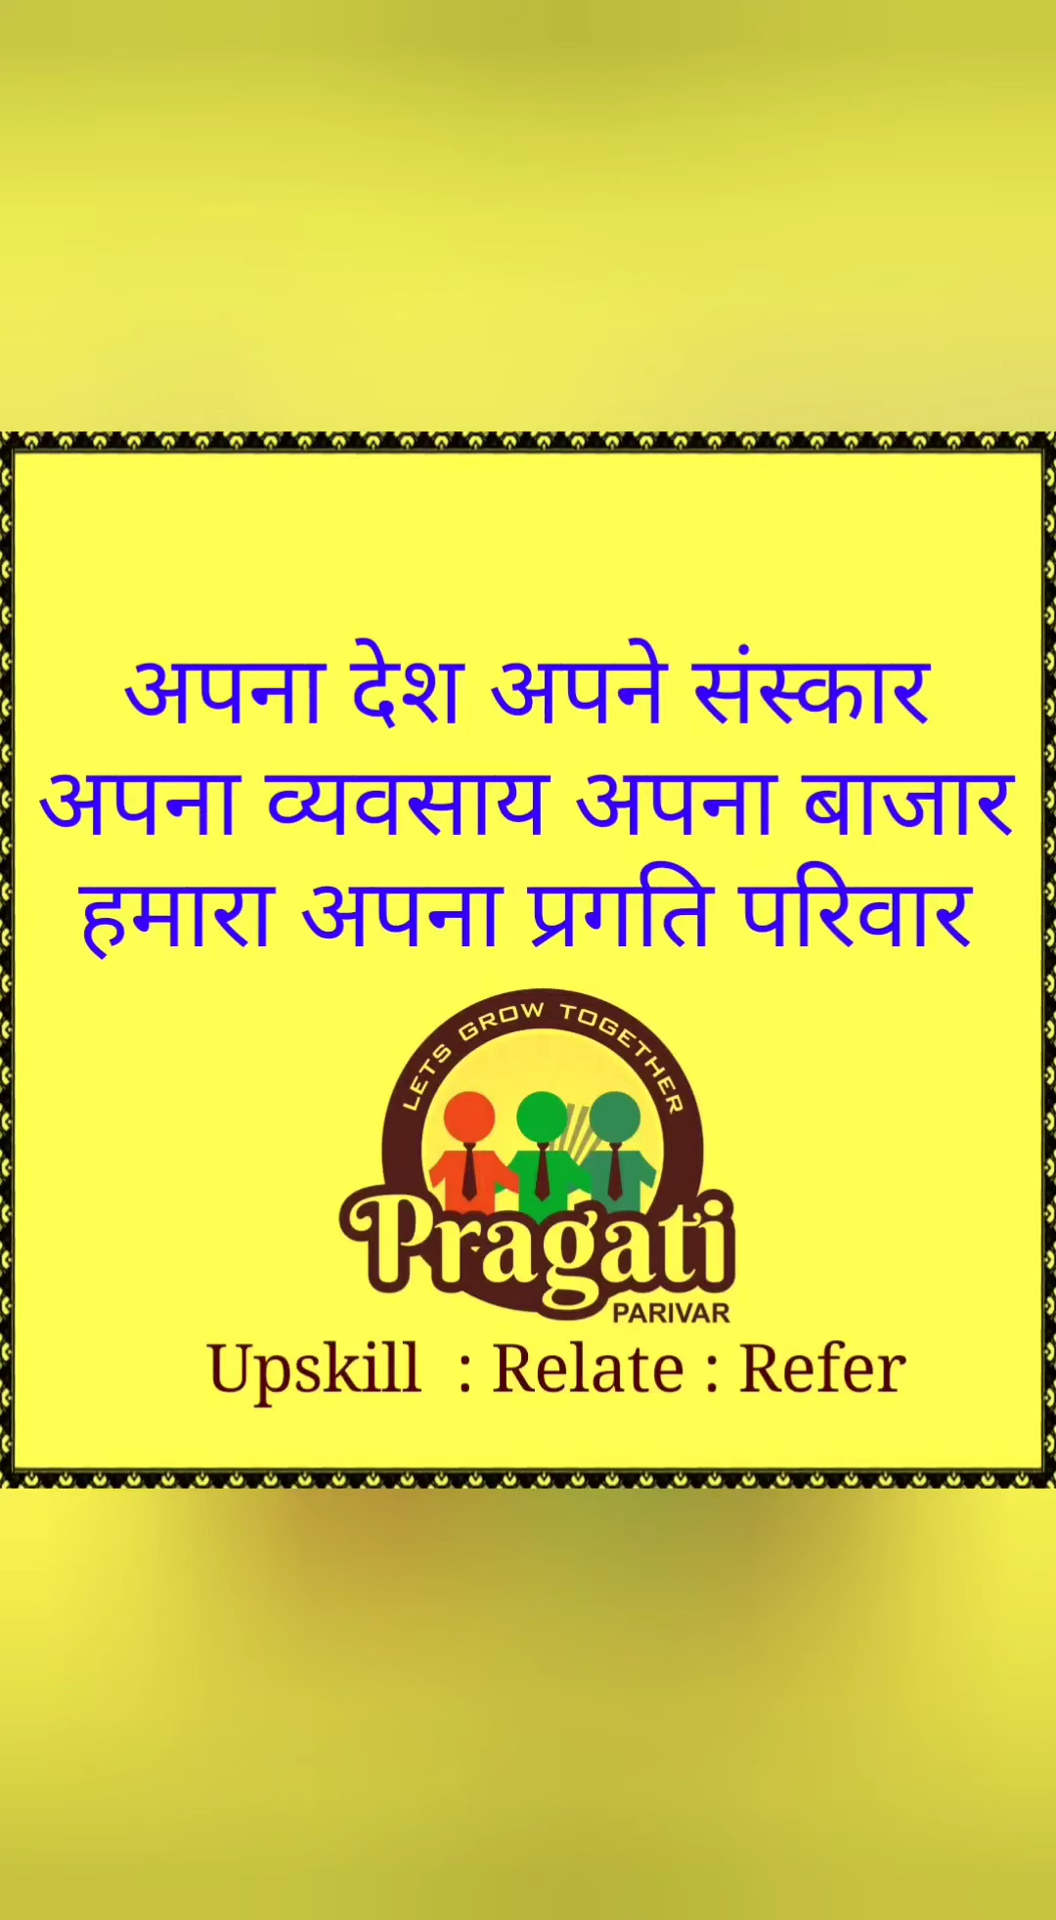 अपना देश अपने संस्कार
अपना व्यवसाय अपना बाजार
हमारा अपना प्रगति परिवार
LETS GROW TOGETHER
Pragati
PARIVAR
Upskill : Relate : Refer